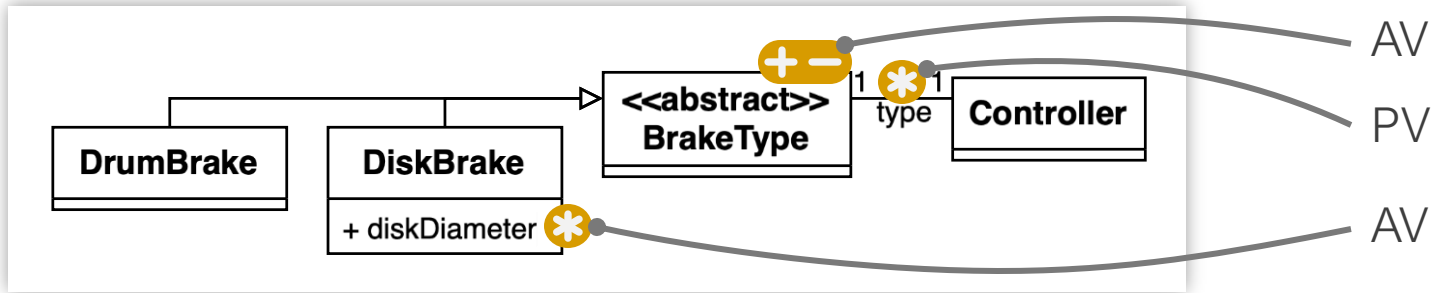 AV
1 1
<<abstract>>
BrakeType
type
Controller
PV
DrumBrake
DiskBrake
+ diskDiameter
AV